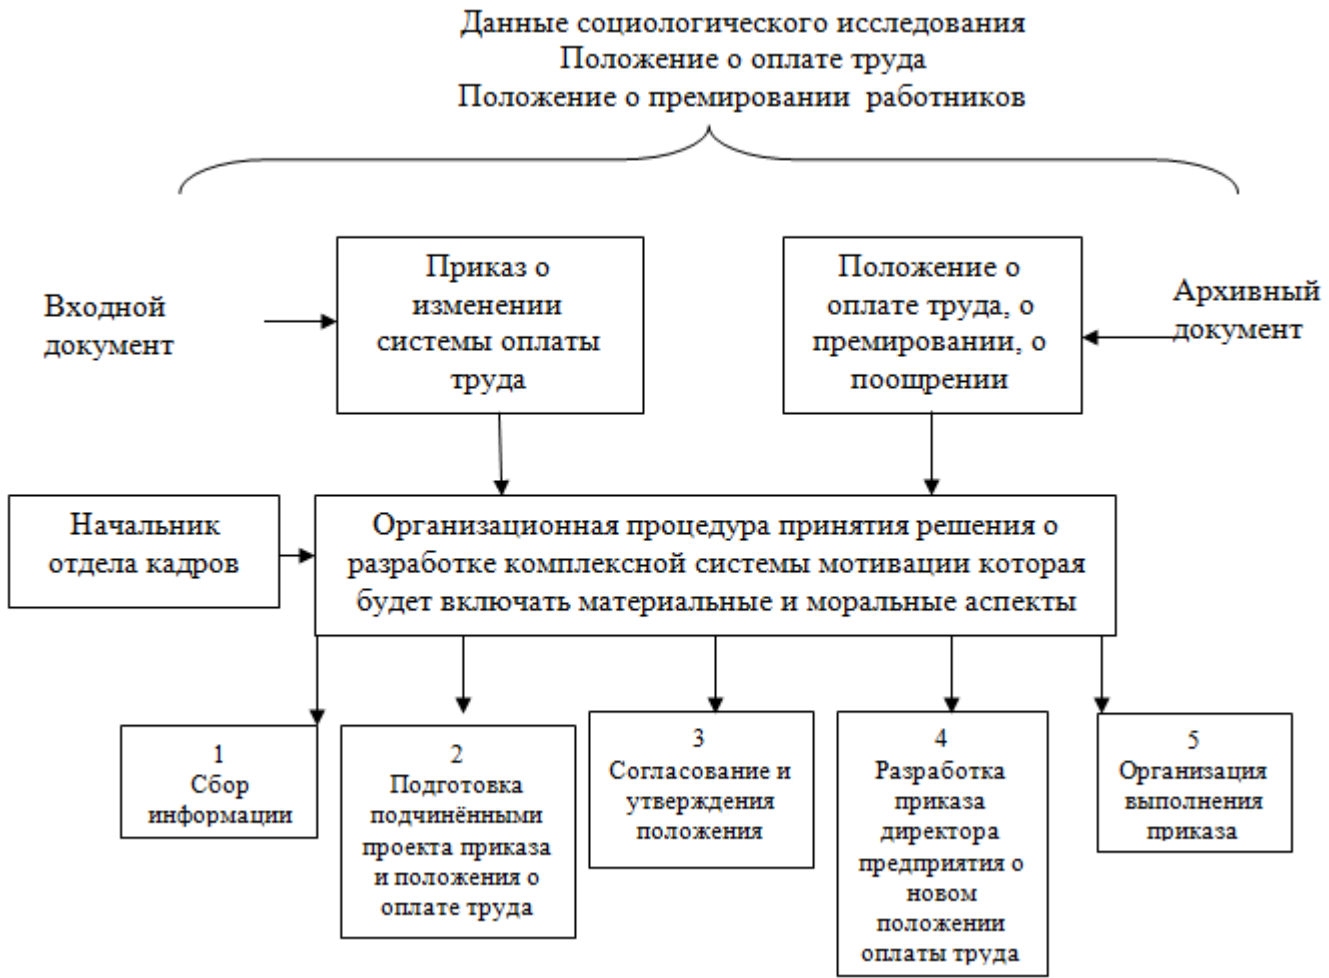 Данные социологического исследования
Положение о оплате труда
Положение о премировании работников
Входной
документ
Приказ о
изменении
системы оплаты
труда
Положение о
оплате труда, о
премировании, о
поощрении
Архивный
документ
Начальник
отдела кадров
Организационная процедура принятия решения о
разработке комплексной системы мотивации которая
будет включать материальные и моральные аспекты
1
Сбор
информации
2
Подготовка
подчинёнными
проекта приказа
и положения о
оплате труда
3
Согласование и
утверждения
положения
4
Разработка
приказа
директора
предприятия о
новом
положении
оплаты труда
5
Организация
выполнения
приказа